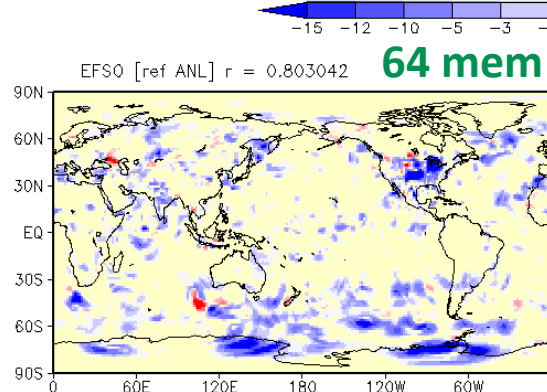 -15 -12 -10 -5 -3
64 mem
EFSO [ref ANL] r = 0.803042
90N
60N
30N
EQ
30S
60S
90S
0 60E 120E 180 120W 60W